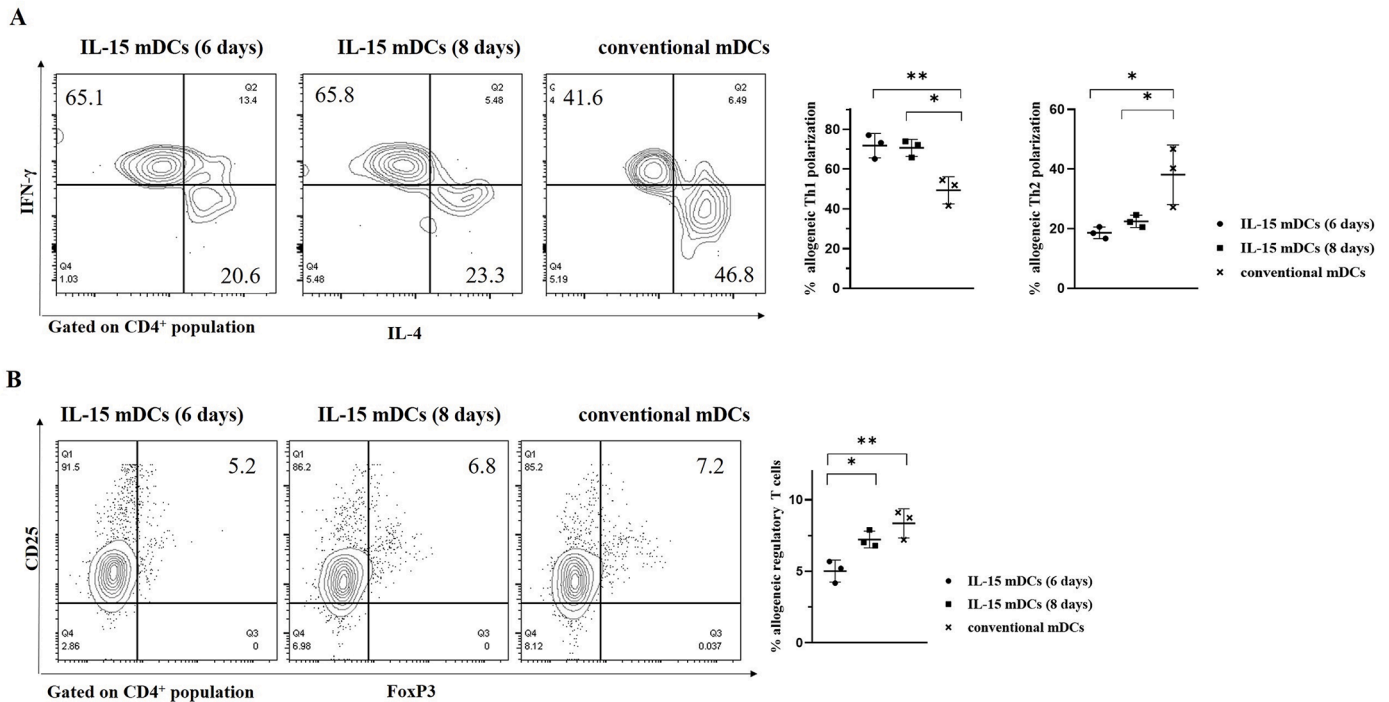 A
IL-15 mDCs (6 days) IL-15 mDCs (8 days) conventional mDCs
65.1 Q2 13.4 Q4 1.03 20.6
65.8 Q2 5.48 Q4 5.48 23.3
41.6 Q2 6.49 Q4 5.19 46.8
IFN-γ
Gated on CD4⁺ population
IL-4
% allogeneic Th1 polarization
80
60
40
20
0
**
*
% allogeneic Th2 polarization
60
40
20
0
*
*
IL-15 mDCs (6 days)
IL-15 mDCs (8 days)
conventional mDCs
B
IL-15 mDCs (6 days) IL-15 mDCs (8 days) conventional mDCs
Q1 91.5 5.2 Q4 2.86 Q3 0
Q1 86.2 6.8 Q4 6.98 Q3 0
Q1 85.2 7.2 Q4 8.12 Q3 0.037
CD25
Gated on CD4⁺ population
FoxP3
% allogeneic regulatory T cells
10
5
0
**
*
IL-15 mDCs (6 days)
IL-15 mDCs (8 days)
conventional mDCs